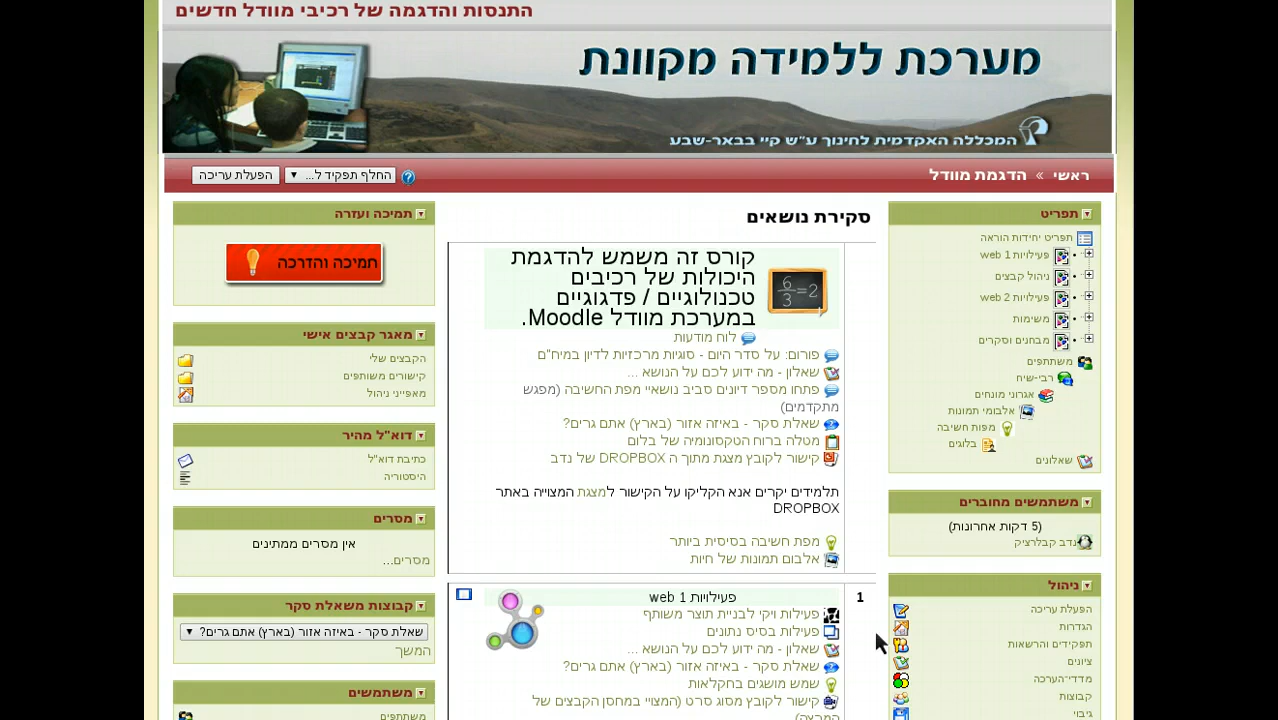 התנסות והדגמה של רכיבי מוודל חדשים
מערכת ללמידה מקוונת
המכללה האקדמית לחינוך ע"ש קיי בבאר-שבע
ראשי » הדגמת מוודל
החלף תפקיד ל...
הפעלת עריכה
תפריט
תפריט יחידות הוראה
פעילויות web 1
ניהול קבצים
פעילויות web 2
משימות
מבחנים וסקרים
משתתפים
רבי-שיח
אגרוני מונחים
אלבומי תמונות
מפות חשיבה
בלוגים
שאלונים
משתמשים מחוברים
(5 דקות אחרונות)
נדב קבלרציק
ניהול
הפעלת עריכה
הגדרות
תפקידים והרשאות
ציונים
מדדי־הערכה
קבוצות
גיבוי
סקירת נושאים
קורס זה משמש להדגמת
היכולות של רכיבים
טכנולוגיים / פדגוגיים
במערכת מוודל Moodle.
6/3=2
לוח מודעות
פורום: על סדר היום - סוגיות מרכזיות לדיון במיח"ם
שאלון - מה ידוע לכם על הנושא ...
פתחו מספר דיונים סביב נושאיי מפת החשיבה (מפגש
מתקדמים)
שאלת סקר - באיזה אזור (בארץ) אתם גרים?
מטלה ברוח הטקסונומיה של בלום
קישור לקובץ מצגת מתוך ה DROPBOX של נדב
תלמידים יקרים אנא הקליקו על הקישור למצגת המצוייה באתר
DROPBOX
מפת חשיבה בסיסית ביותר
אלבום תמונות של חיות
1
פעילויות web 1
פעילות ויקי לבניית תוצר משותף
פעילות בסיס נתונים
שאלון - מה ידוע לכם על הנושא ...
שאלת סקר - באיזה אזור (בארץ) אתם גרים?
שמש מושגים בחקלאות
קישור לקובץ מסוג סרט (המצויי במחסן הקבצים של
המרצה)
תמיכה ועזרה
תמיכה והדרכה
מאגר קבצים אישי
הקבצים שלי
קישורים משותפים
מאפייני ניהול
דוא"ל מהיר
כתיבת דוא"ל
היסטוריה
מסרים
אין מסרים ממתינים
מסרים...
קבוצות משאלת סקר
שאלת סקר - באיזה אזור (בארץ) אתם גרים?
המשך
משתמשים
משתתפים